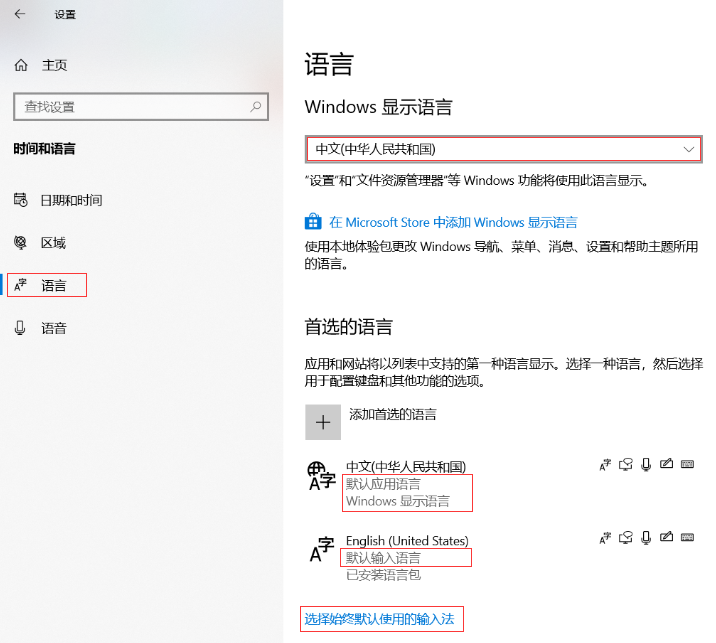 设置
主页
查找设置
时间和语言
日期和时间
区域
语言
语音
语言
Windows 显示语言
中文(中华人民共和国)
“设置”和“文件资源管理器”等 Windows 功能将使用此语言显示。
在 Microsoft Store 中添加 Windows 显示语言
使用本地体验包更改 Windows 导航、菜单、消息、设置和帮助主题所用
的语言。
首选的语言
应用和网站将以列表中支持的第一种语言显示。选择一种语言，然后选择
用于配置键盘和其他功能的选项。
添加首选的语言
中文(中华人民共和国)
默认应用语言
Windows 显示语言
English (United States)
默认输入语言
已安装语言包
选择始终默认使用的输入法